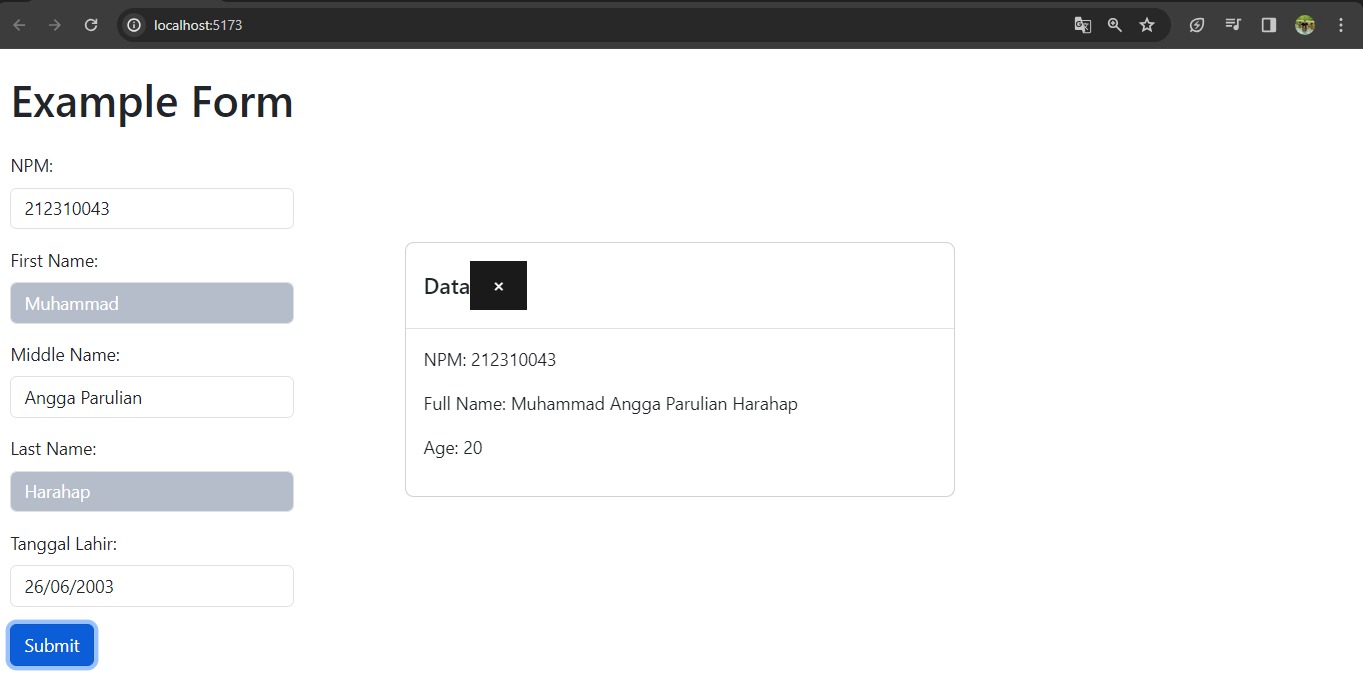 localhost:5173
Example Form
NPM:
212310043
First Name:
Muhammad
Middle Name:
Angga Parulian
Last Name:
Harahap
Tanggal Lahir:
26/06/2003
Submit
Data ×
NPM: 212310043
Full Name: Muhammad Angga Parulian Harahap
Age: 20